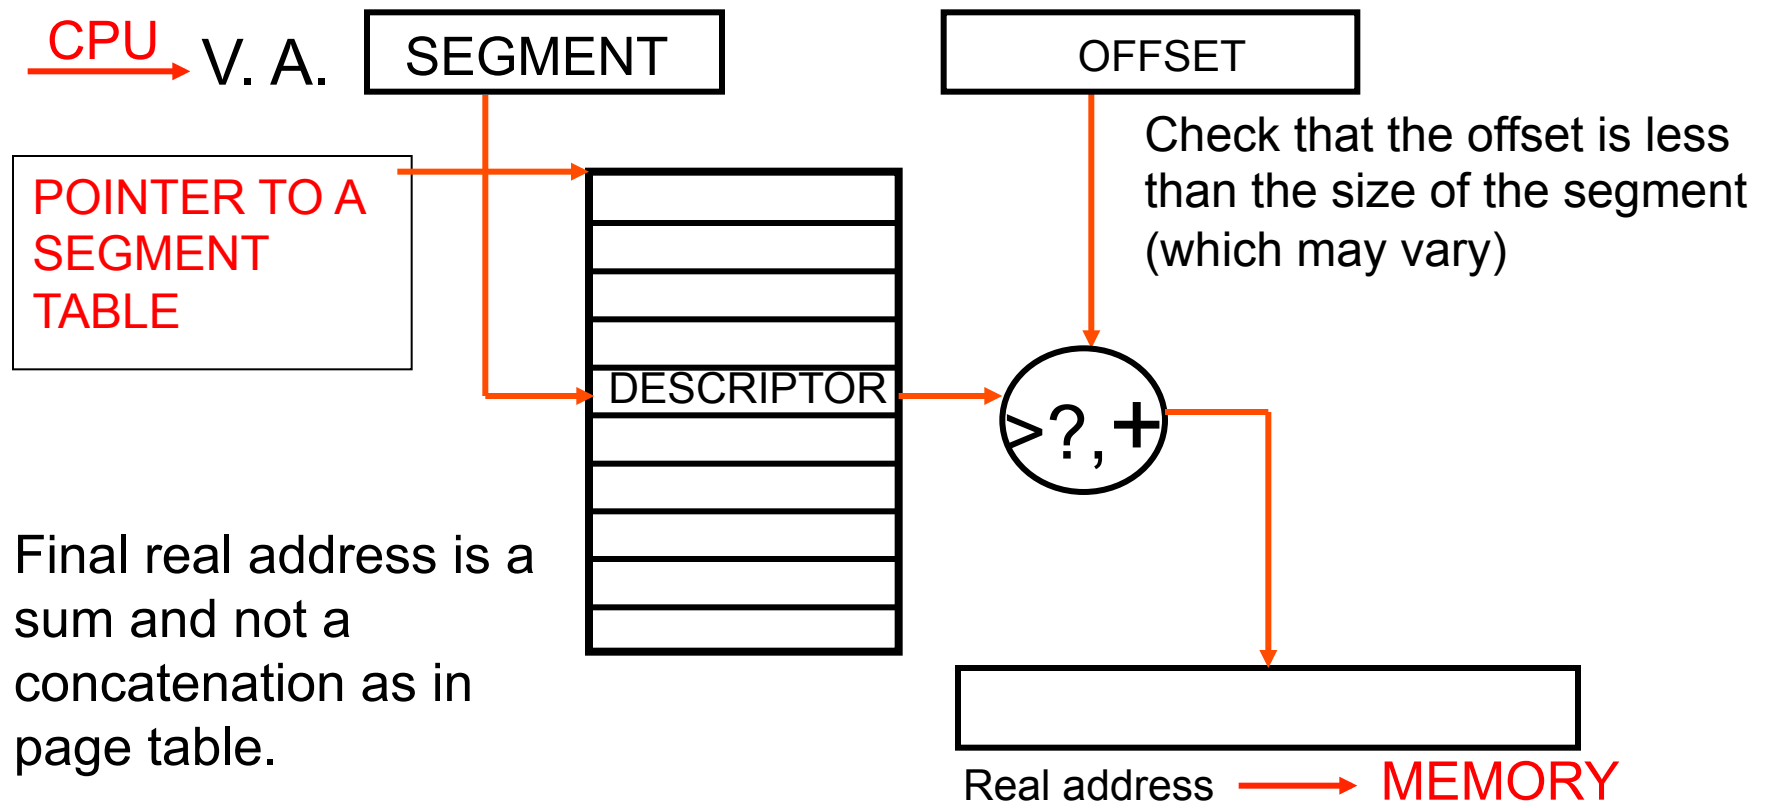 CPU
V. A.
SEGMENT
OFFSET
Check that the offset is less
than the size of the segment
(which may vary)
POINTER TO A
SEGMENT
TABLE
DESCRIPTOR
>?,+
Final real address is a
sum and not a
concatenation as in
page table.
Real address
MEMORY